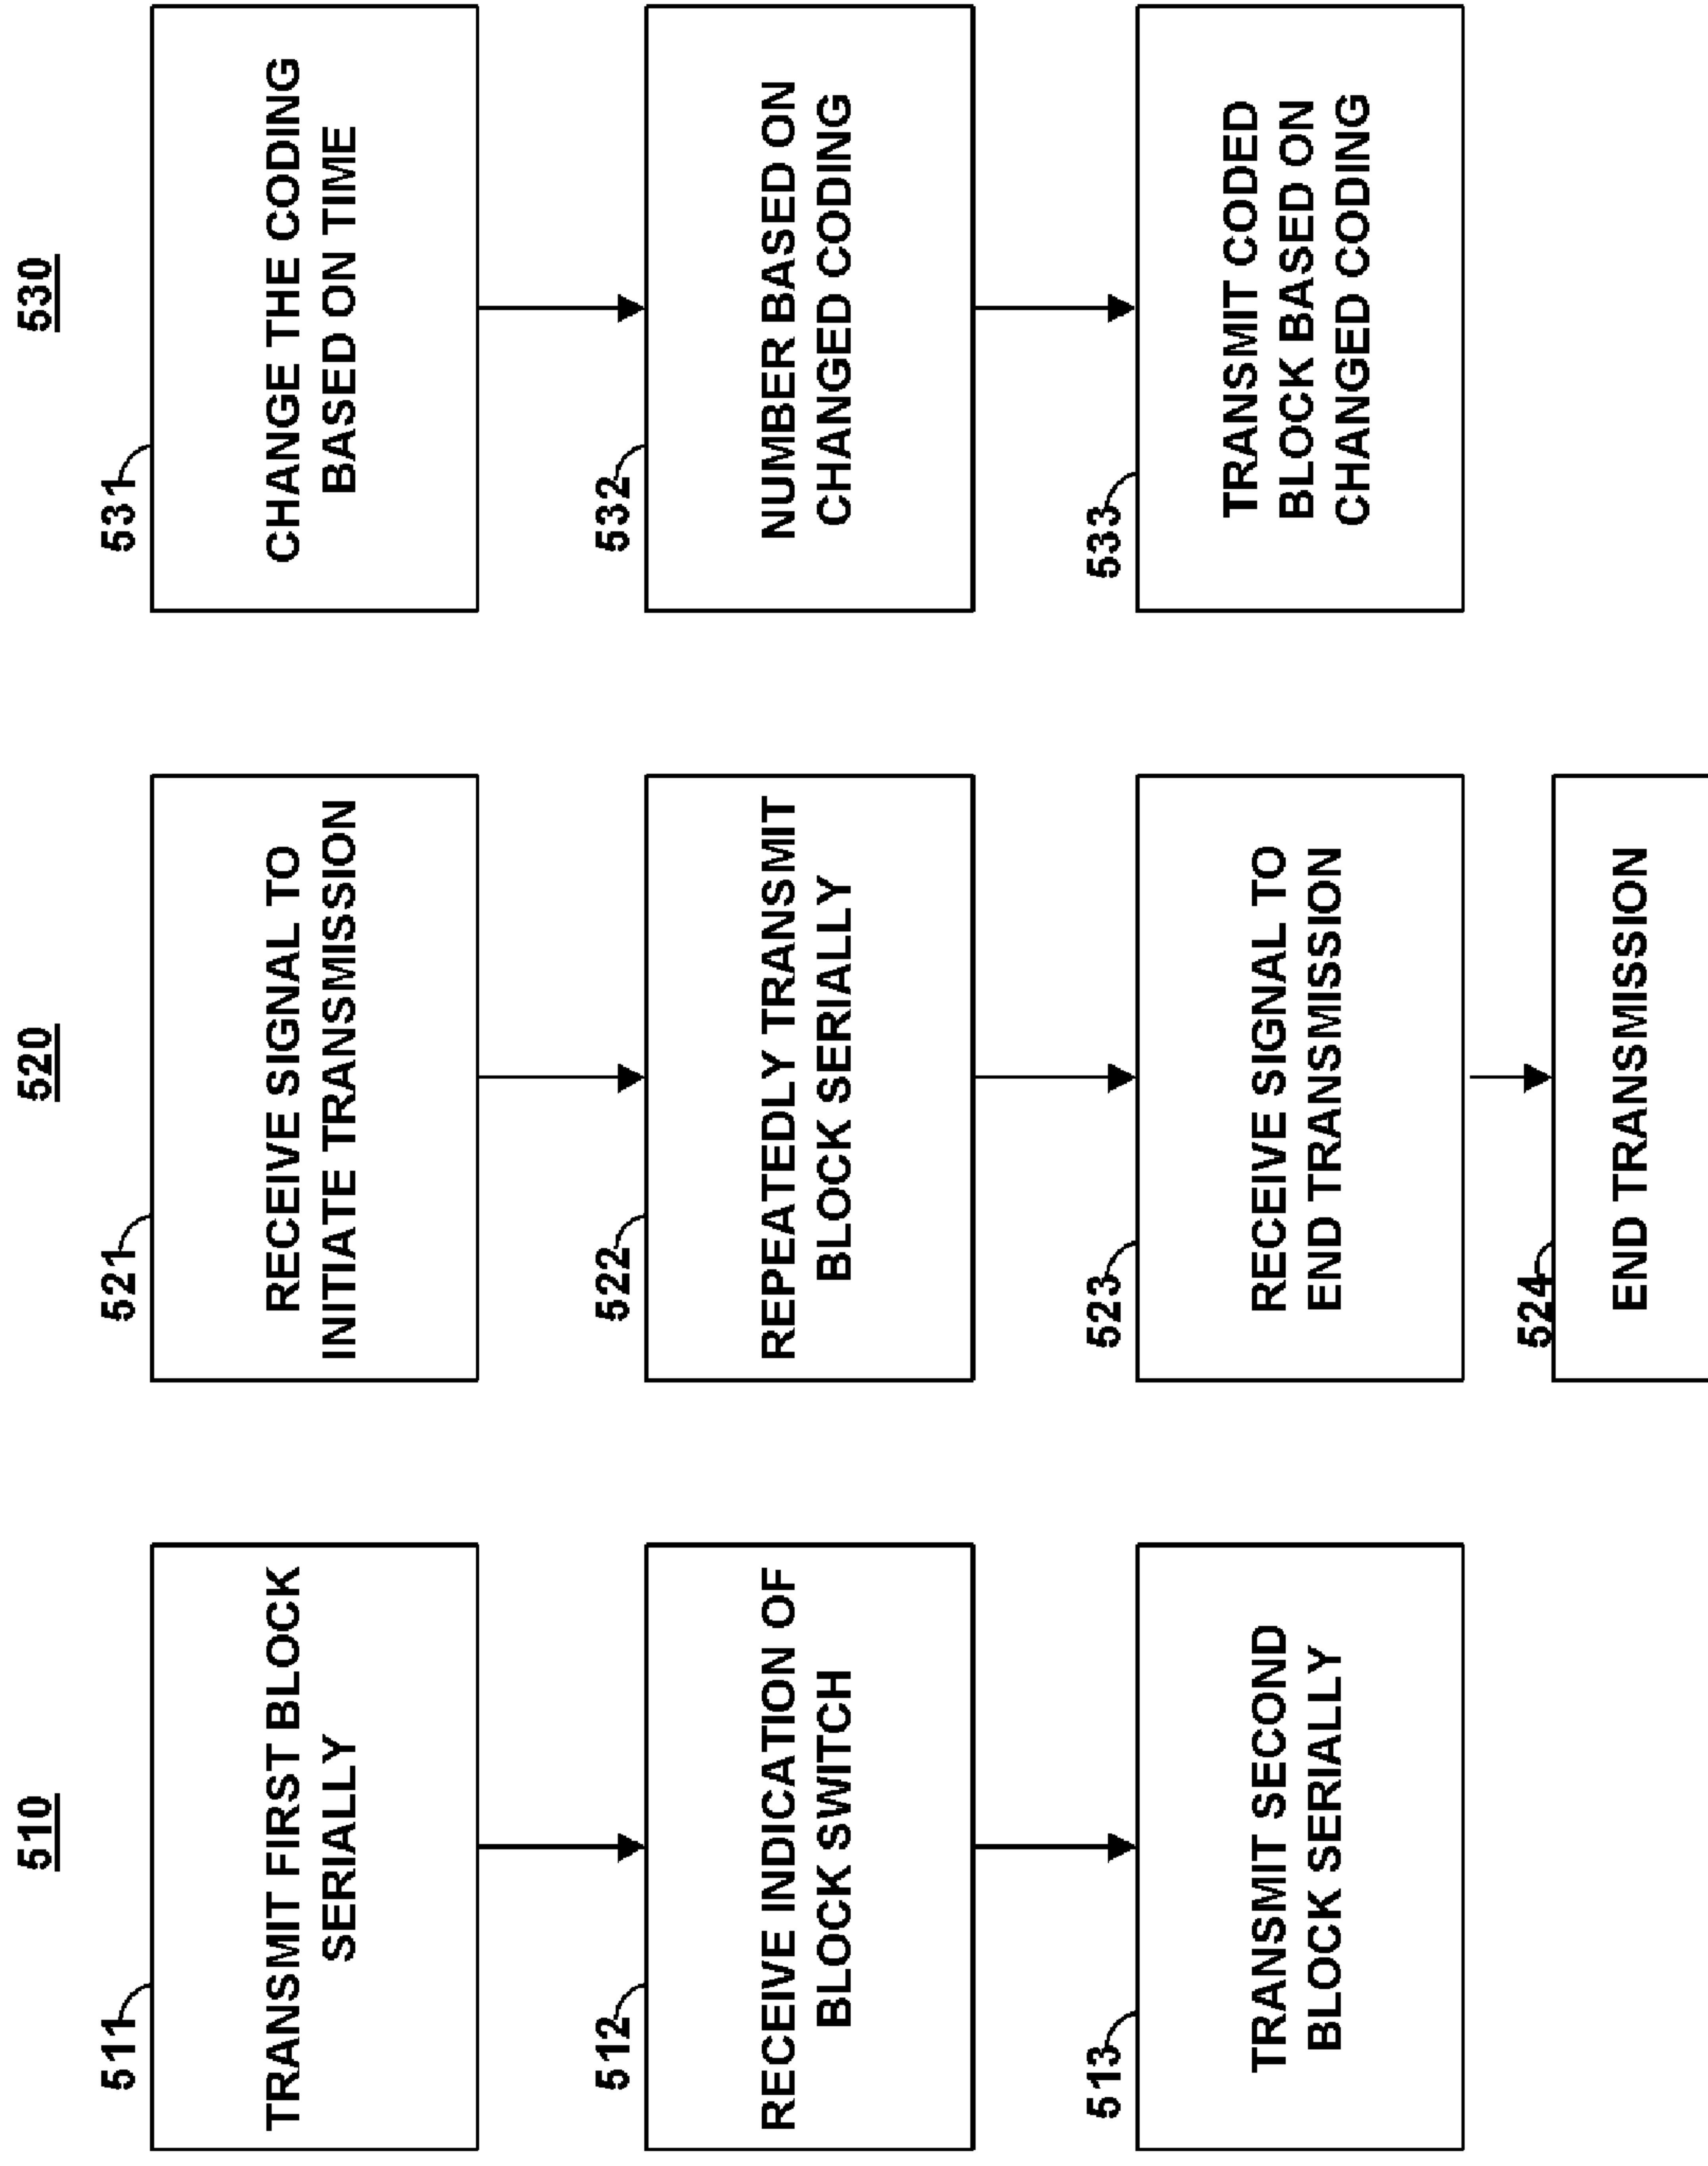 510
511
TRANSMIT FIRST BLOCK
SERIALLY
512
RECEIVE INDICATION OF
BLOCK SWITCH
513
TRANSMIT SECOND
BLOCK SERIALLY
520
521
RECEIVE SIGNAL TO
INITIATE TRANSMISSION
522
REPEATEDLY TRANSMIT
BLOCK SERIALLY
523
RECEIVE SIGNAL TO
END TRANSMISSION
524
END TRANSMISSION
530
531
CHANGE THE CODING
BASED ON TIME
532
NUMBER BASED ON
CHANGED CODING
533
TRANSMIT CODED
BLOCK BASED ON
CHANGED CODING